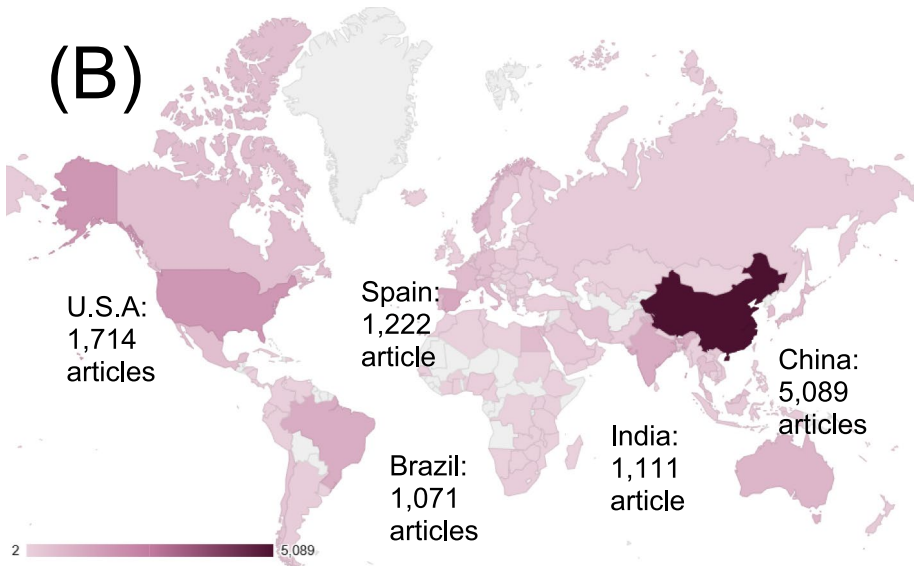 (B)
U.S.A:
1,714
articles
Spain:
1,222
article
China:
5,089
articles
India:
1,111
article
Brazil:
1,071
articles
2
5,089